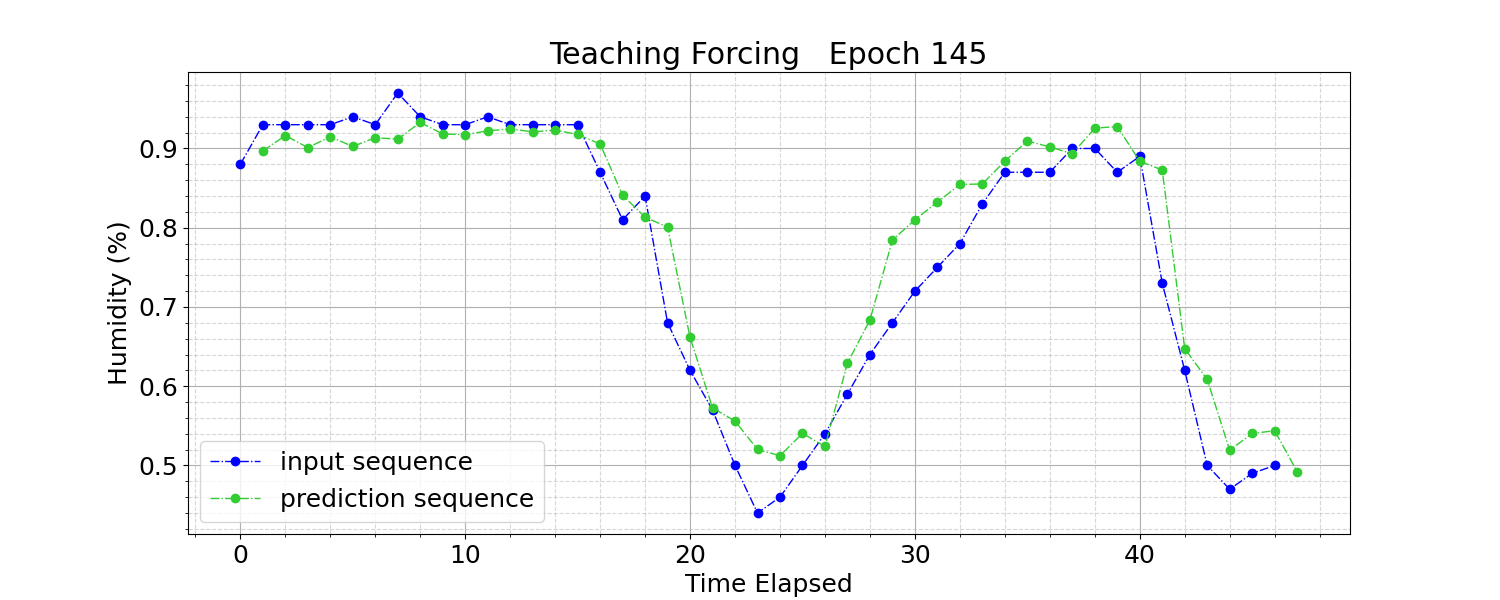 Teaching Forcing   Epoch 145
Humidity (%)
0.9
0.8
0.7
0.6
0.5
input sequence
prediction sequence
0 10 20 30 40
Time Elapsed